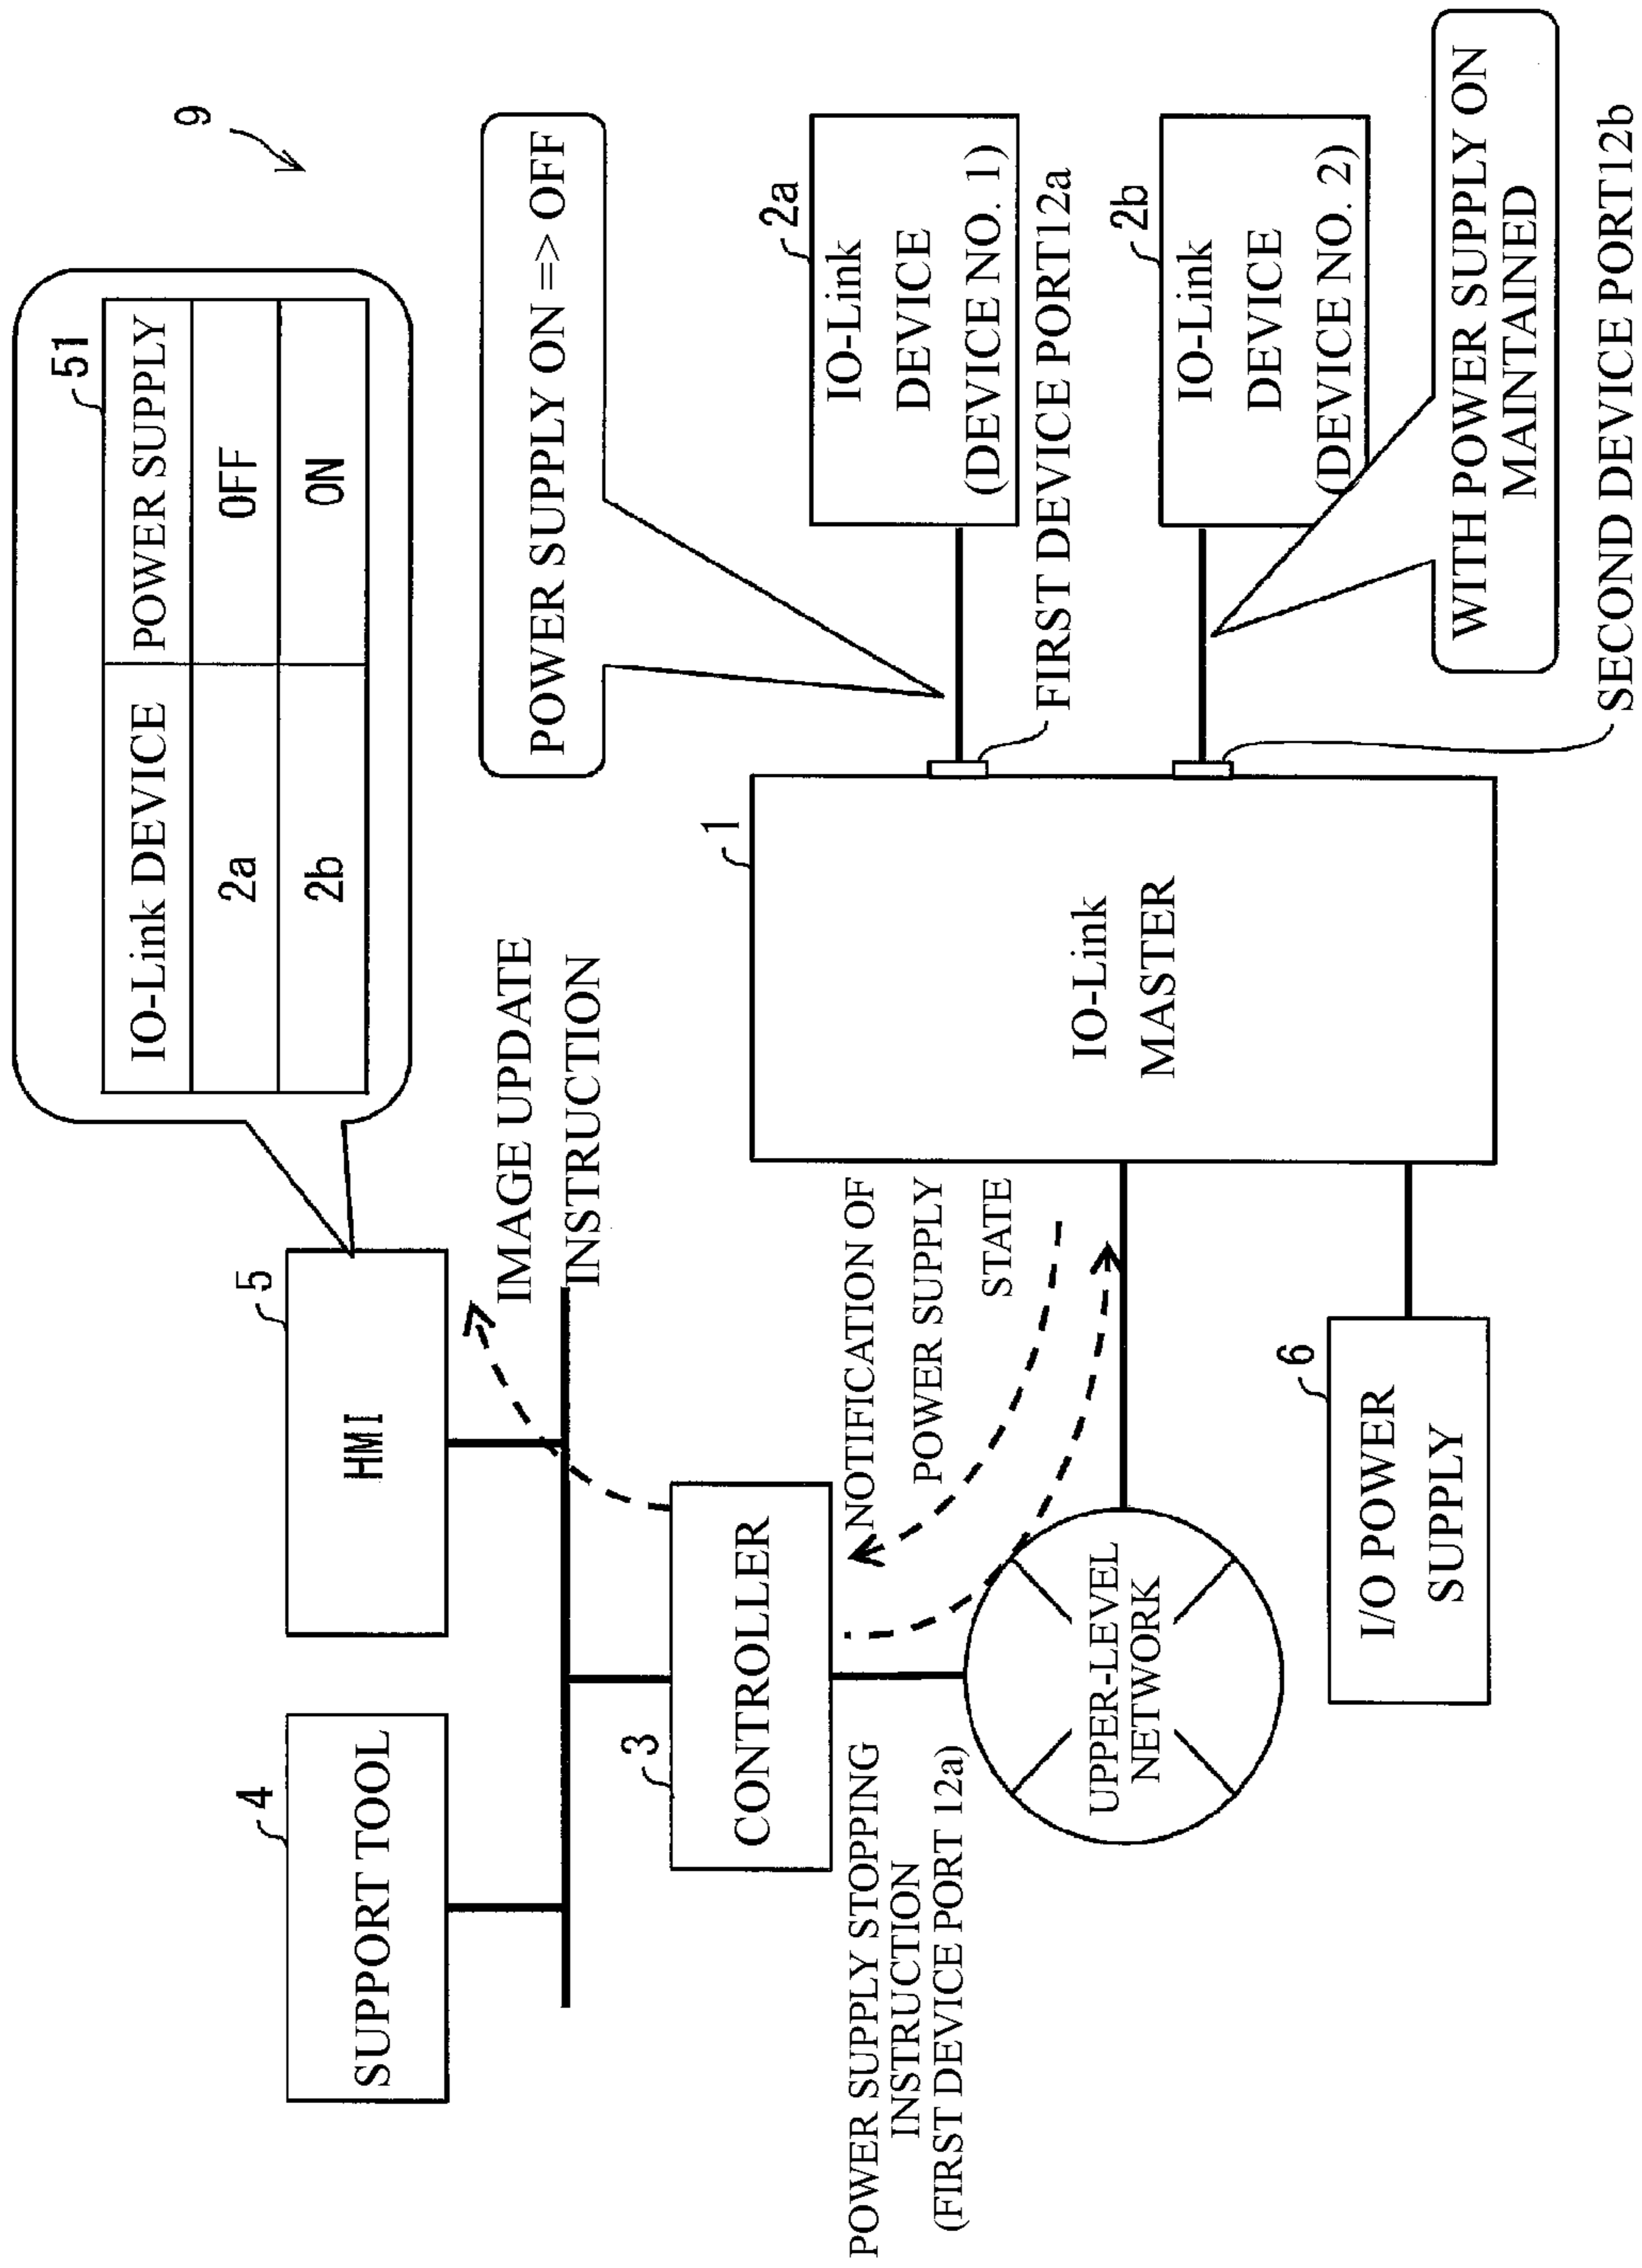 9
51
IO-Link DEVICE POWER SUPPLY
2a OFF
2b ON
4
SUPPORT TOOL
5
HMI
IMAGE UPDATE
INSTRUCTION
POWER SUPPLY ON => OFF
3
CONTROLLER
POWER SUPPLY STOPPING
INSTRUCTION
(FIRST DEVICE PORT 12a)
NOTIFICATION OF
POWER SUPPLY
STATE
UPPER-LEVEL
NETWORK
1
IO-Link
MASTER
2a
IO-Link
DEVICE
(DEVICE NO. 1)
FIRST DEVICE PORT12a
2b
IO-Link
DEVICE
(DEVICE NO. 2)
6
I/O POWER
SUPPLY
WITH POWER SUPPLY ON
MAINTAINED
SECOND DEVICE PORT12b